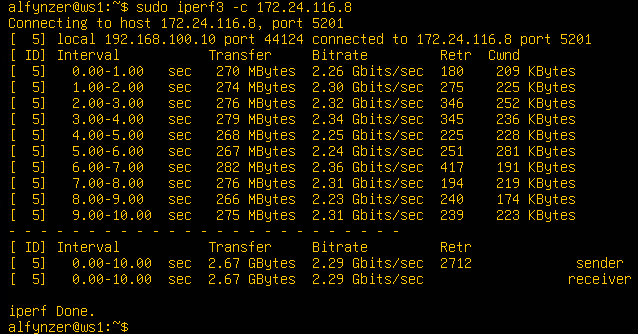 alfynzer@ws1:~$ sudo iperf3 -c 172.24.116.8
Connecting to host 172.24.116.8, port 5201
[  5] local 192.168.100.10 port 44124 connected to 172.24.116.8 port 5201
[ ID] Interval           Transfer     Bitrate         Retr  Cwnd
[  5]   0.00-1.00   sec   270 MBytes  2.26 Gbits/sec  180    209 KBytes
[  5]   1.00-2.00   sec   274 MBytes  2.30 Gbits/sec  275    225 KBytes
[  5]   2.00-3.00   sec   276 MBytes  2.32 Gbits/sec  346    252 KBytes
[  5]   3.00-4.00   sec   279 MBytes  2.34 Gbits/sec  345    236 KBytes
[  5]   4.00-5.00   sec   268 MBytes  2.25 Gbits/sec  225    228 KBytes
[  5]   5.00-6.00   sec   267 MBytes  2.24 Gbits/sec  251    281 KBytes
[  5]   6.00-7.00   sec   282 MBytes  2.36 Gbits/sec  417    191 KBytes
[  5]   7.00-8.00   sec   276 MBytes  2.31 Gbits/sec  194    219 KBytes
[  5]   8.00-9.00   sec   266 MBytes  2.23 Gbits/sec  240    174 KBytes
[  5]   9.00-10.00  sec   275 MBytes  2.31 Gbits/sec  239    223 KBytes
- - - - - - - - - - - - - - - - - - - - - - - - -
[ ID] Interval           Transfer     Bitrate         Retr
[  5]   0.00-10.00  sec  2.67 GBytes  2.29 Gbits/sec  2712             sender
[  5]   0.00-10.00  sec  2.67 GBytes  2.29 Gbits/sec                  receiver
iperf Done.
alfynzer@ws1:~$